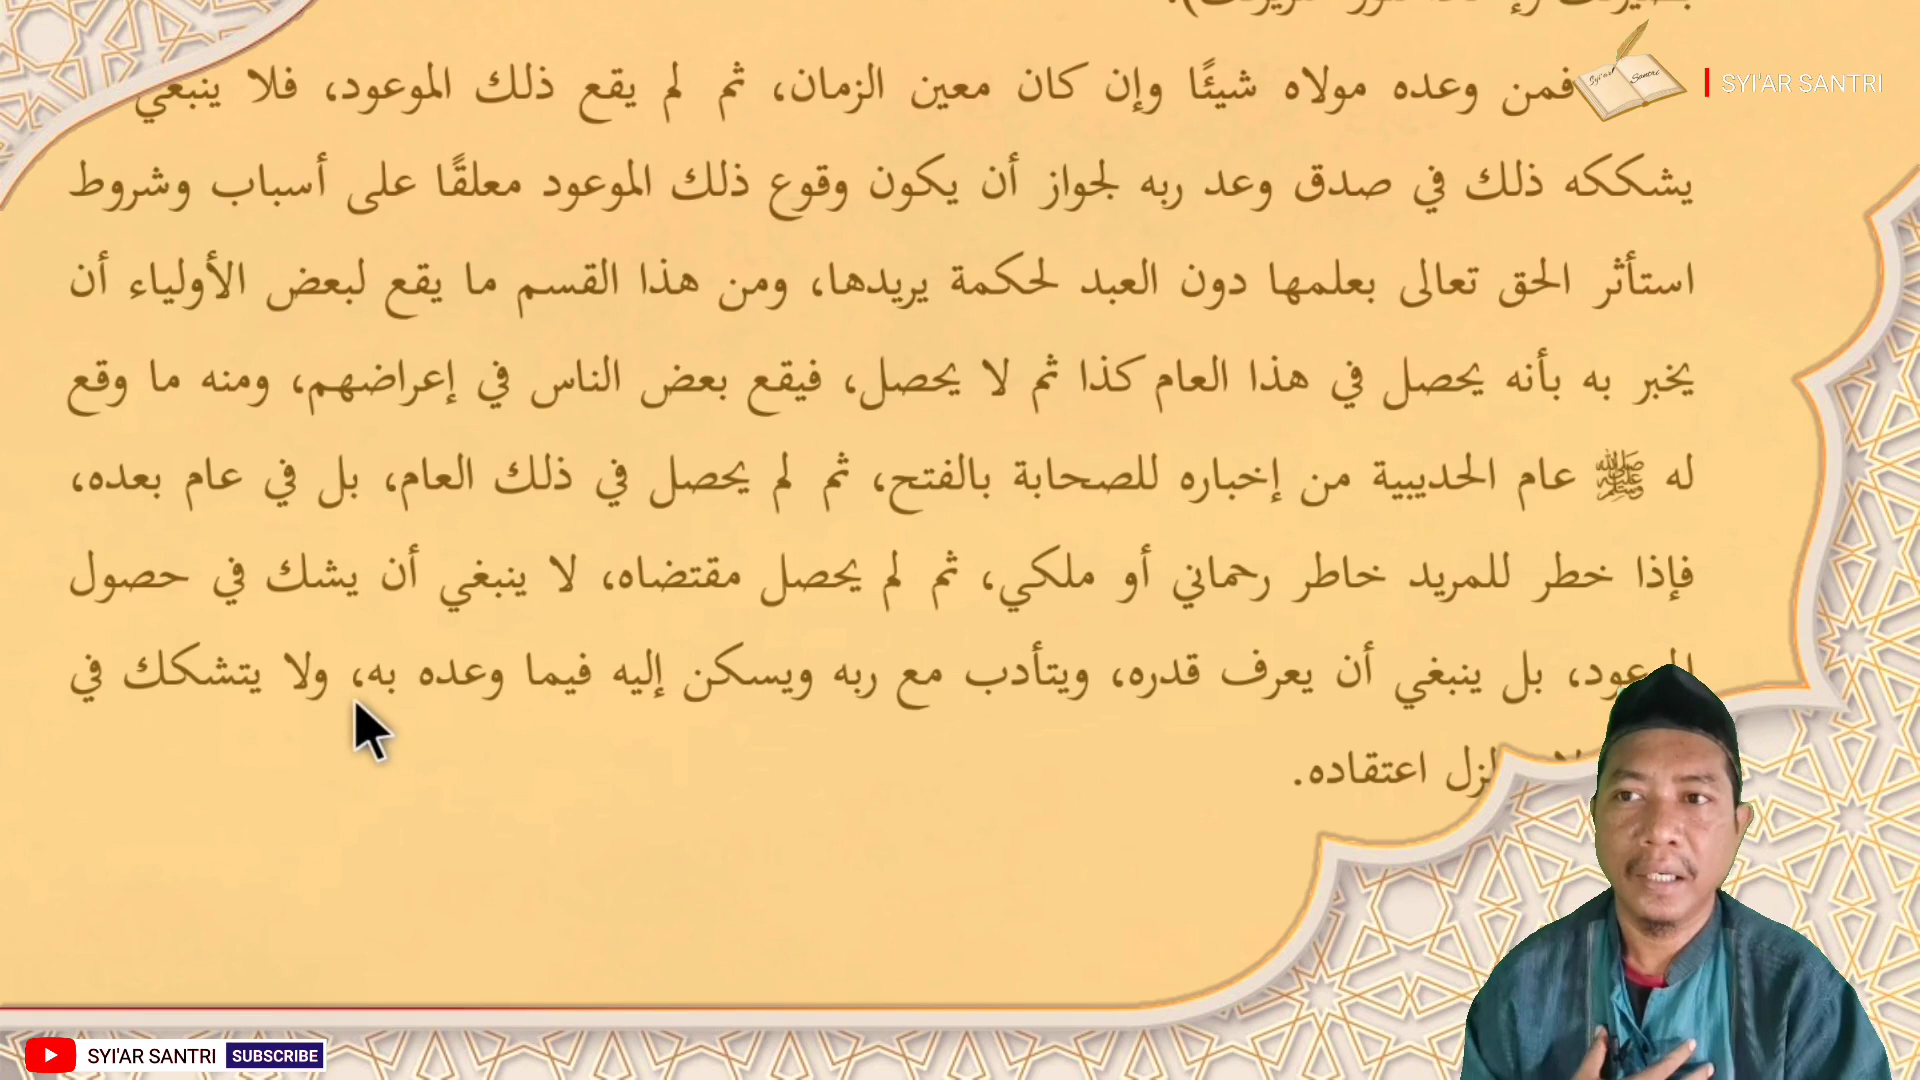 فمن وعده مولاه شيئًا وإن كان معين الزمان، ثم لم يقع ذلك الموعود، فلا ينبغي
يشككه ذلك في صدق وعد ربه لجواز أن يكون وقوع ذلك الموعود معلقًا على أسباب وشروط
استأثر الحق تعالى بعلمها دون العبد لحكمة يريدها، ومن هذا القسم ما يقع لبعض الأولياء أن
يخبر به بأنه يحصل في هذا العام كذا ثم لا يحصل، فيقع بعض الناس في إعراضهم، ومنه ما وقع
له ﷺ عام الحديبية من إخباره للصحابة بالفتح، ثم لم يحصل في ذلك العام، بل في عام بعده،
فإذا خطر للمريد خاطر رحماني أو ملكي، ثم لم يحصل مقتضاه، لا ينبغي أن يشك في حصول
بل ينبغي أن يعرف قدره، ويتأدب مع ربه ويسكن إليه فيما وعده به، ولا يتشكك في
اعتقاده.
Syi'ar Santri
SYI'AR SANTRI
SYI'AR SANTRI SUBSCRIBE